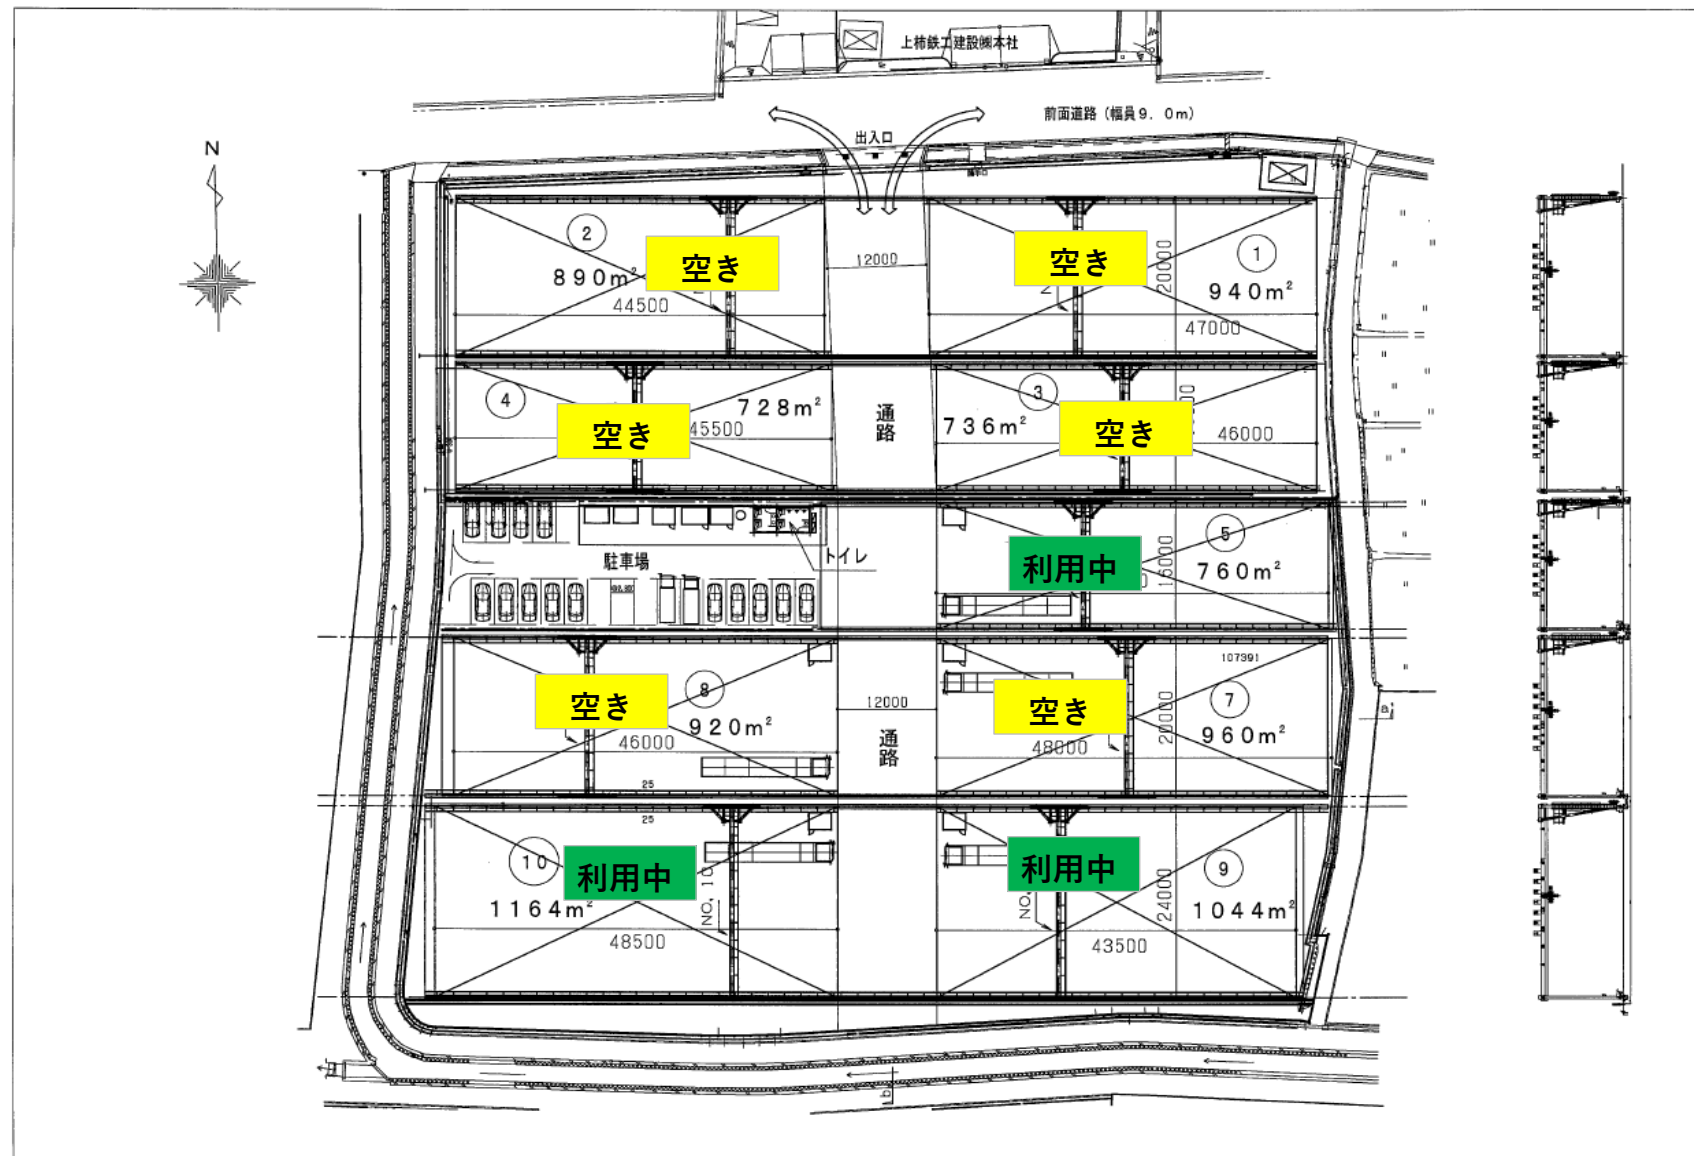 上柿鉄工建設㈱本社
前面道路（幅員９．０ｍ）
出入口
N
2
空き
890m²
44500
12000
空き
1
940m²
20000
47000
4
728m²
空き
45500
通路
3
736m²
空き
46000
駐車場
トイレ
5
利用中
760m²
16000
8
空き
920m²
46000
25
12000
通路
107391
7
空き
960m²
48000
20000
a
25
10
利用中
1164m²
NO, 10
48500
9
利用中
1044m²
NO,
24000
43500
b